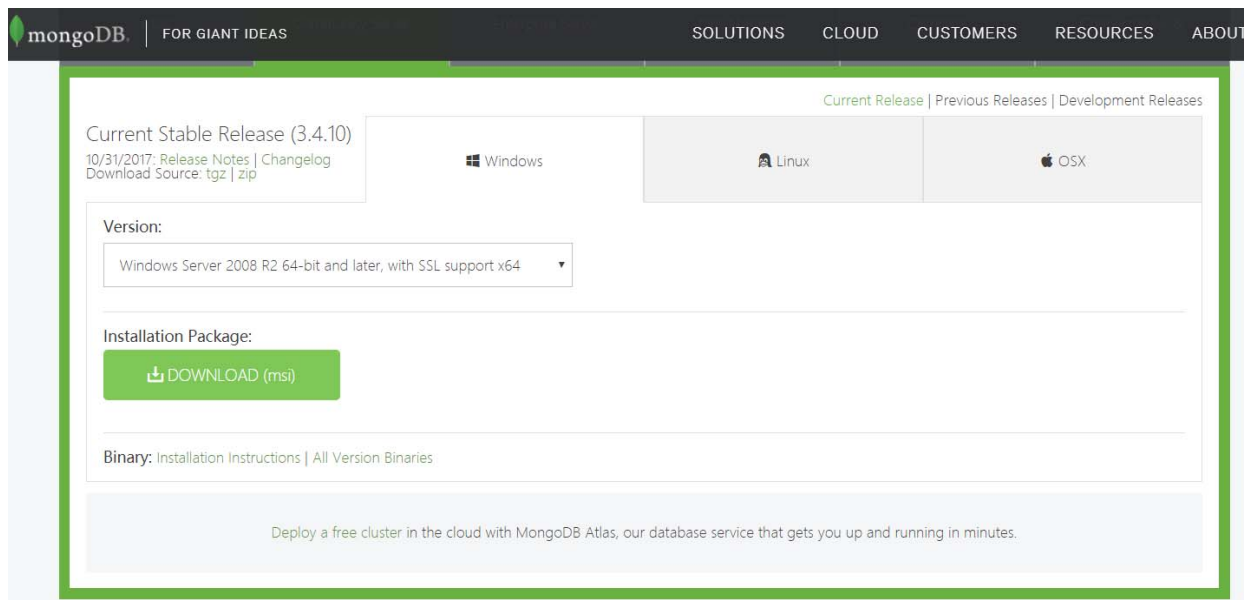 mongoDB. FOR GIANT IDEAS SOLUTIONS CLOUD CUSTOMERS RESOURCES ABOUT
Current Release | Previous Releases | Development Releases
Current Stable Release (3.4.10)
10/31/2017: Release Notes | Changelog
Download Source: tgz | zip
Windows
Linux
OSX
Version:
Windows Server 2008 R2 64-bit and later, with SSL support x64
Installation Package:
DOWNLOAD (msi)
Binary: Installation Instructions | All Version Binaries
Deploy a free cluster in the cloud with MongoDB Atlas, our database service that gets you up and running in minutes.